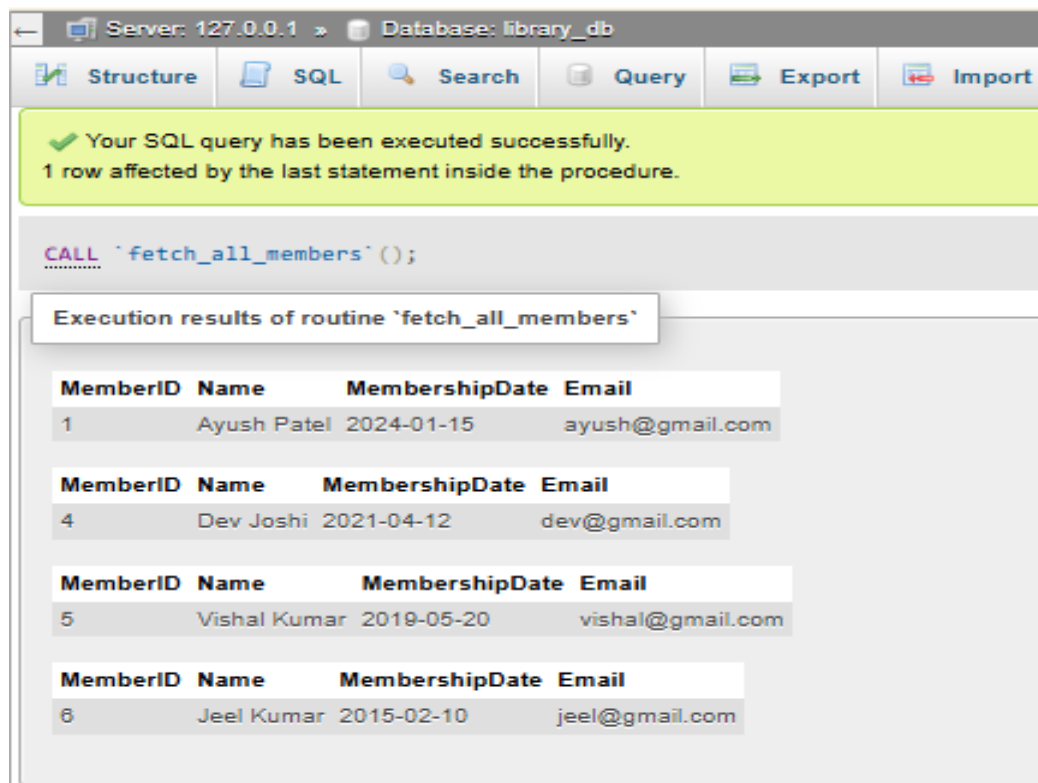 ← Server: 127.0.0.1 » Database: library_db
Structure SQL Search Query Export Import
Your SQL query has been executed successfully.
1 row affected by the last statement inside the procedure.
CALL `fetch_all_members`();
Execution results of routine `fetch_all_members`
MemberID Name MembershipDate Email
1 Ayush Patel 2024-01-15 ayush@gmail.com
MemberID Name MembershipDate Email
4 Dev Joshi 2021-04-12 dev@gmail.com
MemberID Name MembershipDate Email
5 Vishal Kumar 2019-05-20 vishal@gmail.com
MemberID Name MembershipDate Email
6 Jeel Kumar 2015-02-10 jeel@gmail.com